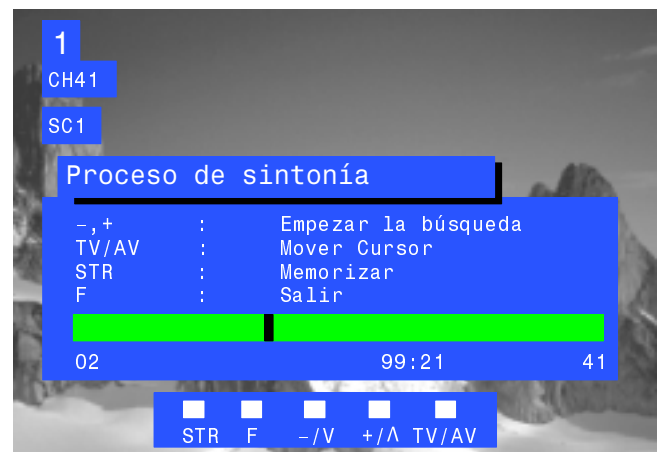 1
CH41
SC1
Proceso de sintonía
–,+ : Empezar la búsqueda
TV/AV : Mover Cursor
STR : Memorizar
F : Salir
02 99:21 41
STR F –/V +/Λ TV/AV